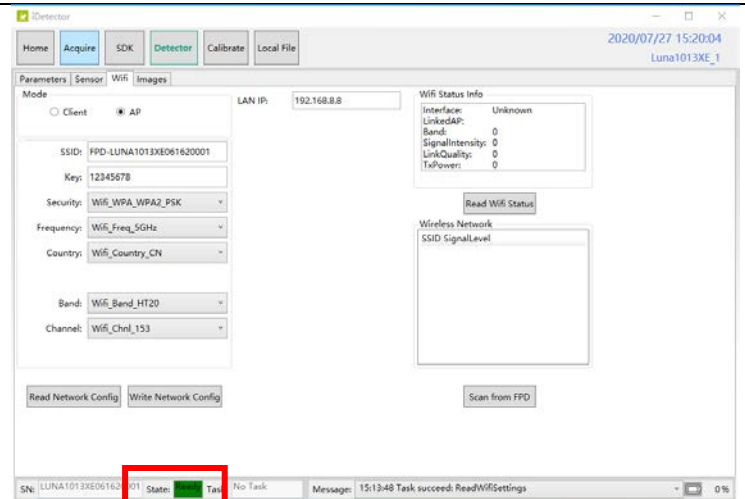 iDetector
Home Acquire SDK Detector Calibrate Local File
2020/07/27 15:20:04
Luna1013XE_1
Parameters Sensor Wifi Images
Mode
Client AP
LAN IP: 192.168.8.8
Wifi Status Info
Interface: Unknown
LinkedAP:
Band: 0
SignalIntensity: 0
LinkQuality: 0
TxPower: 0
SSID: FPD-LUNA1013XE061620001
Key: 12345678
Security: Wifi_WPA_WPA2_PSK
Read Wifi Status
Frequency: Wifi_Freq_5GHz
Wireless Network
SSID SignalLevel
Country: Wifi_Country_CN
Band: Wifi_Band_HT20
Channel: Wifi_Chnl_153
Read Network Config Write Network Config
Scan from FPD
SN: State: Ready Task No Task Message: 15:13:48 Task succeed: ReadWifiSettings 0%